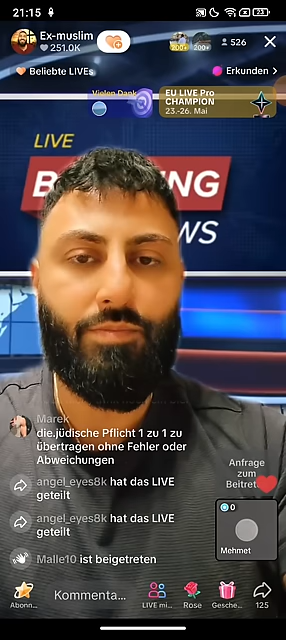 21:15
23
Ex-muslim
251.0K
700+
200+
526
Beliebte LIVEs
Erkunden >
Vielen Dank
EU LIVE Pro
CHAMPION
23.-26. Mai
LIVE
B NG
WS
Marek
die.jüdische Pflicht 1 zu 1 zu
übertragen ohne Fehler oder
Abweichungen
Anfrage
zum
Beitret
angel_eyes8k hat das LIVE
geteilt
0
angel_eyes8k hat das LIVE
geteilt
Mehmet
Malle10 ist beigetreten
Abonn...
Kommenta...
LIVE mi...
Rose
Gesche...
125